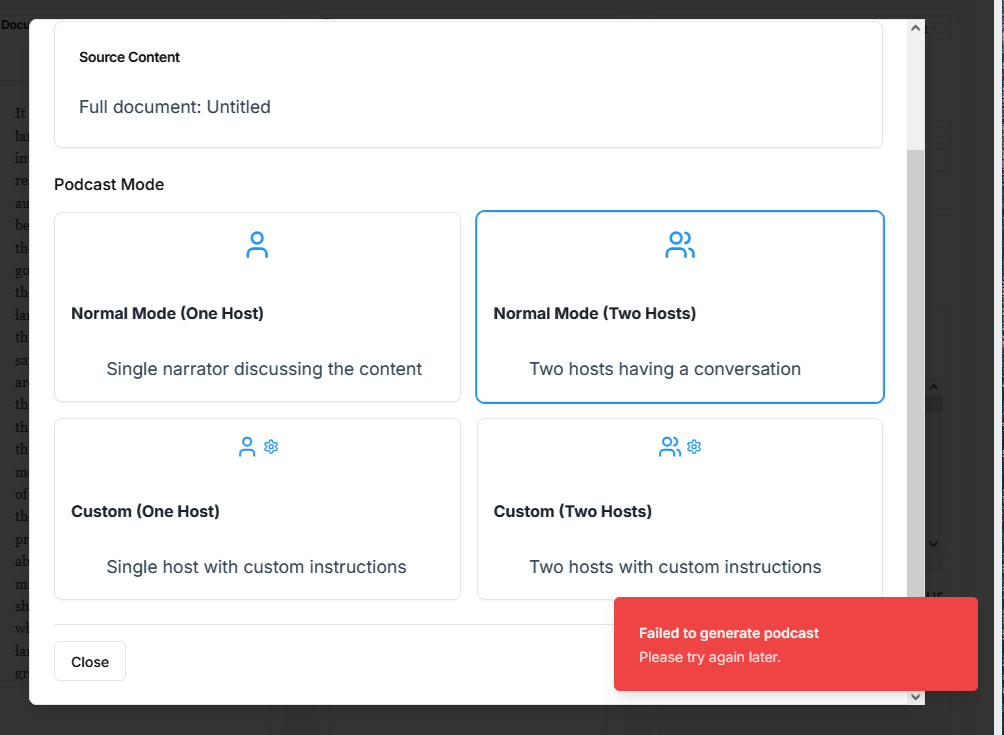 Docu
Source Content
Full document: Untitled
Podcast Mode
Normal Mode (One Host)
Single narrator discussing the content
Normal Mode (Two Hosts)
Two hosts having a conversation
Custom (One Host)
Single host with custom instructions
Custom (Two Hosts)
Two hosts with custom instructions
Failed to generate podcast
Please try again later.
Close
It